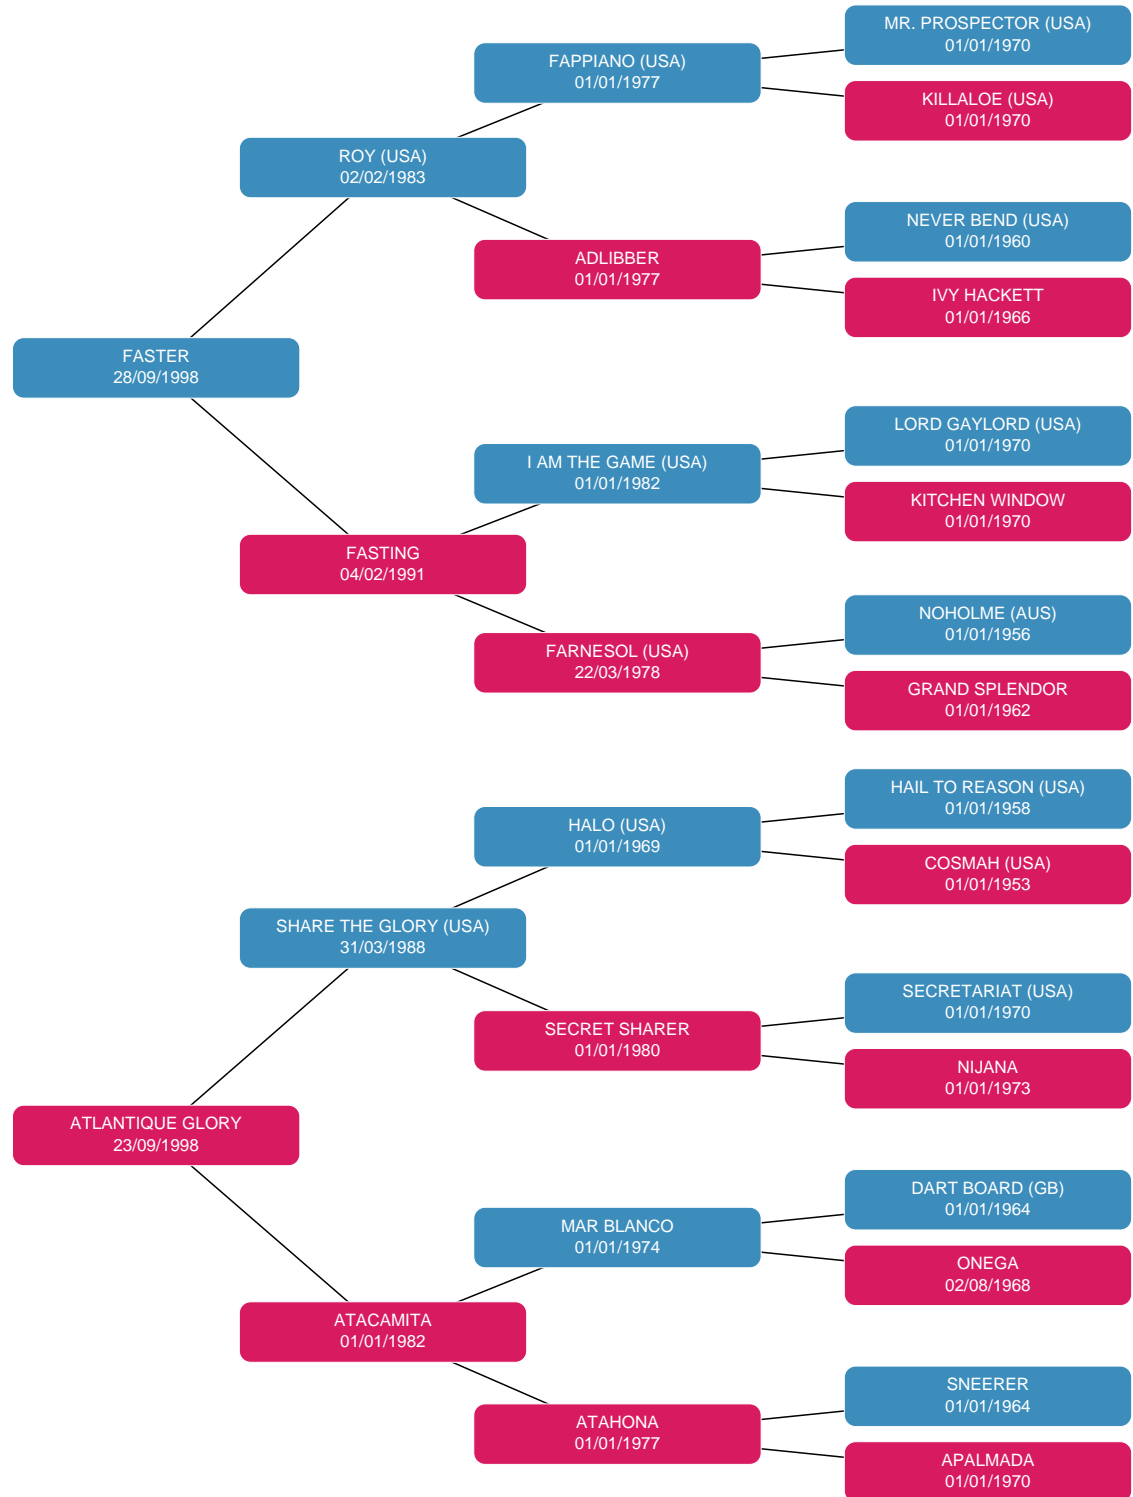 MR. PROSPECTOR (USA)
01/01/1970
FAPPIANO (USA)
01/01/1977
KILLALOE (USA)
01/01/1970
ROY (USA)
02/02/1983
NEVER BEND (USA)
01/01/1960
ADLIBBER
01/01/1977
IVY HACKETT
01/01/1966
FASTER
28/09/1998
LORD GAYLORD (USA)
01/01/1970
I AM THE GAME (USA)
01/01/1982
KITCHEN WINDOW
01/01/1970
FASTING
04/02/1991
NOHOLME (AUS)
01/01/1956
FARNESOL (USA)
22/03/1978
GRAND SPLENDOR
01/01/1962
HAIL TO REASON (USA)
01/01/1958
HALO (USA)
01/01/1969
COSMAH (USA)
01/01/1953
SHARE THE GLORY (USA)
31/03/1988
SECRETARIAT (USA)
01/01/1970
SECRET SHARER
01/01/1980
NIJANA
01/01/1973
ATLANTIQUE GLORY
23/09/1998
DART BOARD (GB)
01/01/1964
MAR BLANCO
01/01/1974
ONEGA
02/08/1968
ATACAMITA
01/01/1982
SNEERER
01/01/1964
ATAHONA
01/01/1977
APALMADA
01/01/1970